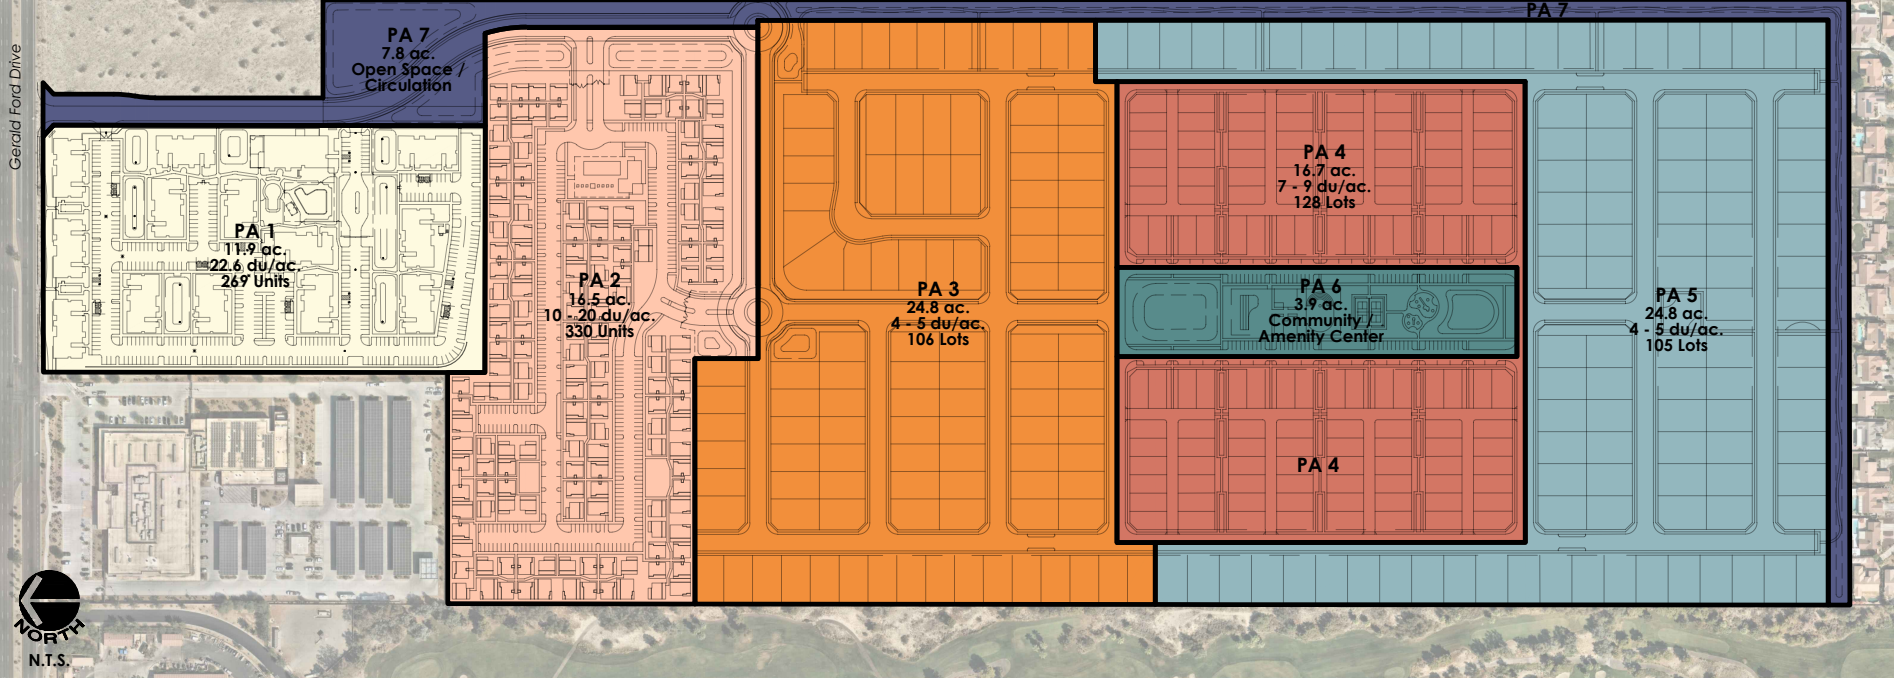 PA 7
PA 7
7.8 ac.
Open Space /
Circulation
Gerald Ford Drive
PA 1
11.9 ac.
22.6 du/ac.
269 Units
PA 2
16.5 ac.
10 - 20 du/ac.
330 Units
PA 3
24.8 ac.
4 - 5 du/ac.
106 Lots
PA 4
16.7 ac.
7 - 9 du/ac.
128 Lots
PA 6
3.9 ac.
Community /
Amenity Center
PA 5
24.8 ac.
4 - 5 du/ac.
105 Lots
PA 4
NORTH
N.T.S.